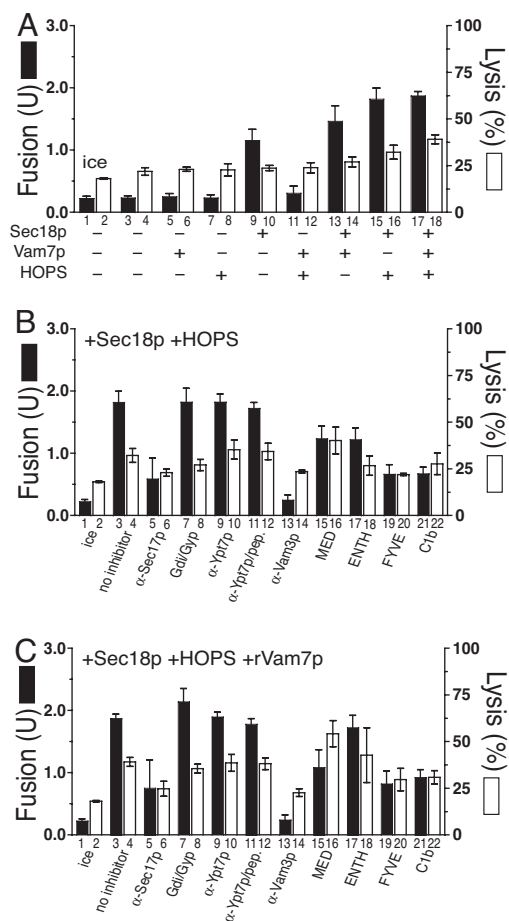 A
Fusion (U)
3.0
2.0
1.0
0.0
ice
Lysis (%)
100
75
50
25
0
1 2 3 4 5 6 7 8 9 10 11 12 13 14 15 16 17 18
Sec18p − − − − + − + + +
Vam7p − − + − − + + − +
HOPS − − − + − + − + +
B
+Sec18p +HOPS
Fusion (U)
3.0
2.0
1.0
0.0
Lysis (%)
100
75
50
25
0
1 2 3 4 5 6 7 8 9 10 11 12 13 14 15 16 17 18 19 20 21 22
ice
no inhibitor
α-Sec17p
Gdi/Gyp
α-Ypt7p
α-Ypt7p/pep.
α-Vam3p
MED
ENTH
FYVE
C1b
C
+Sec18p +HOPS +rVam7p
Fusion (U)
3.0
2.0
1.0
0.0
Lysis (%)
100
75
50
25
0
1 2 3 4 5 6 7 8 9 10 11 12 13 14 15 16 17 18 19 20 21 22
ice
no inhibitor
α-Sec17p
Gdi/Gyp
α-Ypt7p
α-Ypt7p/pep.
α-Vam3p
MED
ENTH
FYVE
C1b